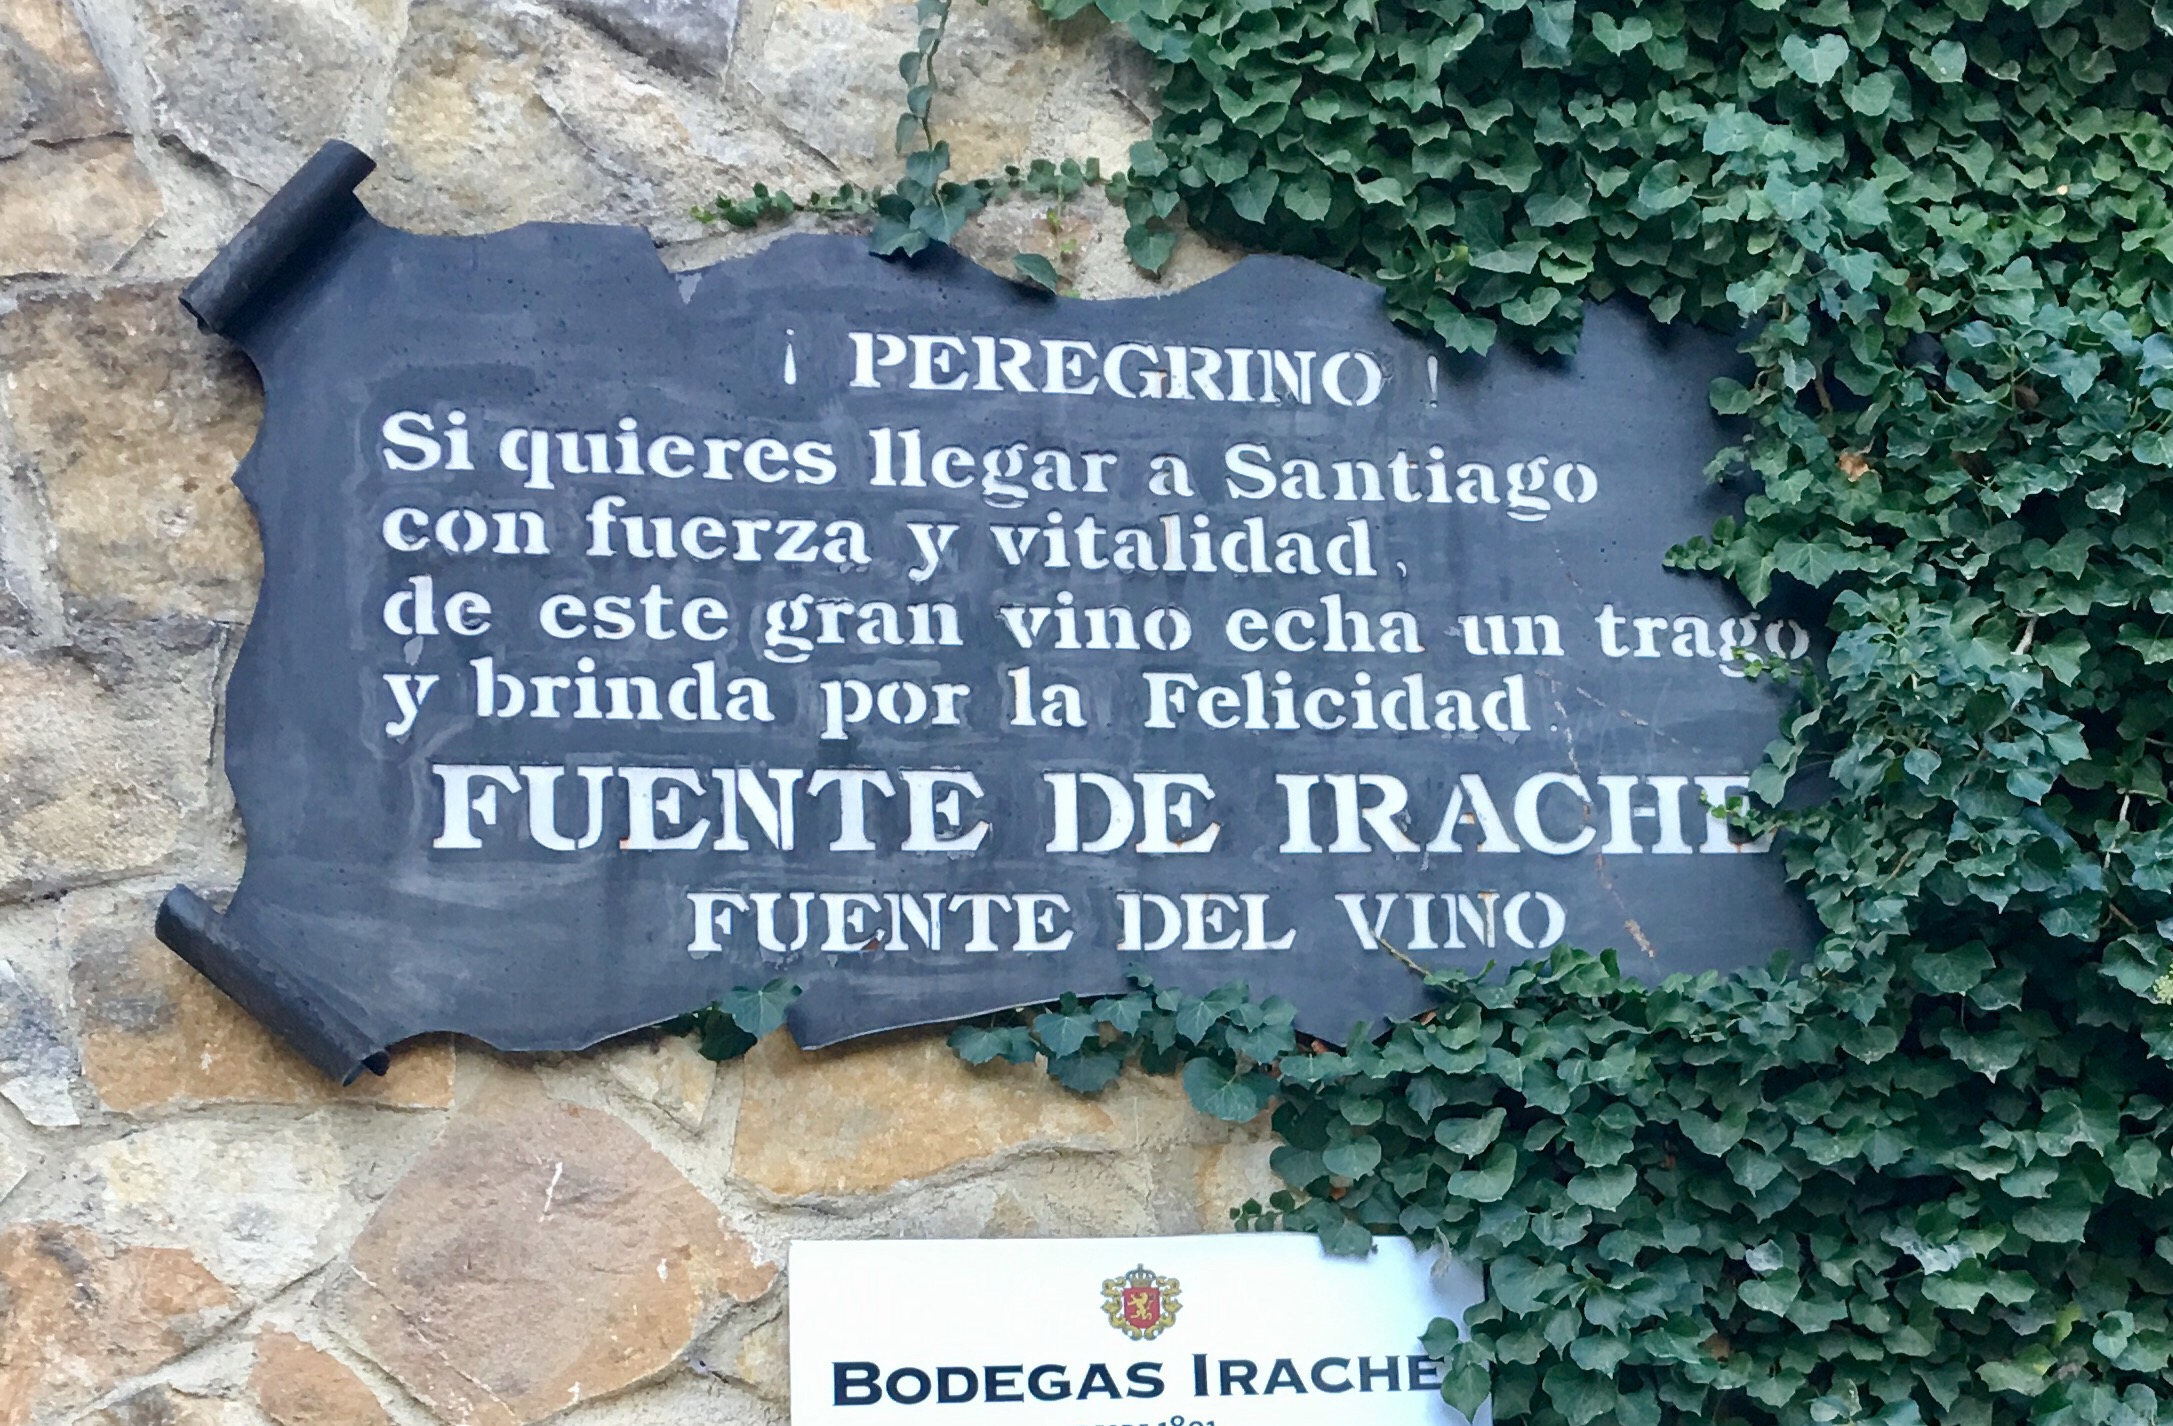 ¡ PEREGRINO !
Si quieres llegar a Santiago
con fuerza y vitalidad,
de este gran vino echa un trago
y brinda por la Felicidad.
FUENTE DE IRACHE
FUENTE DEL VINO
BODEGAS IRACHE
1891